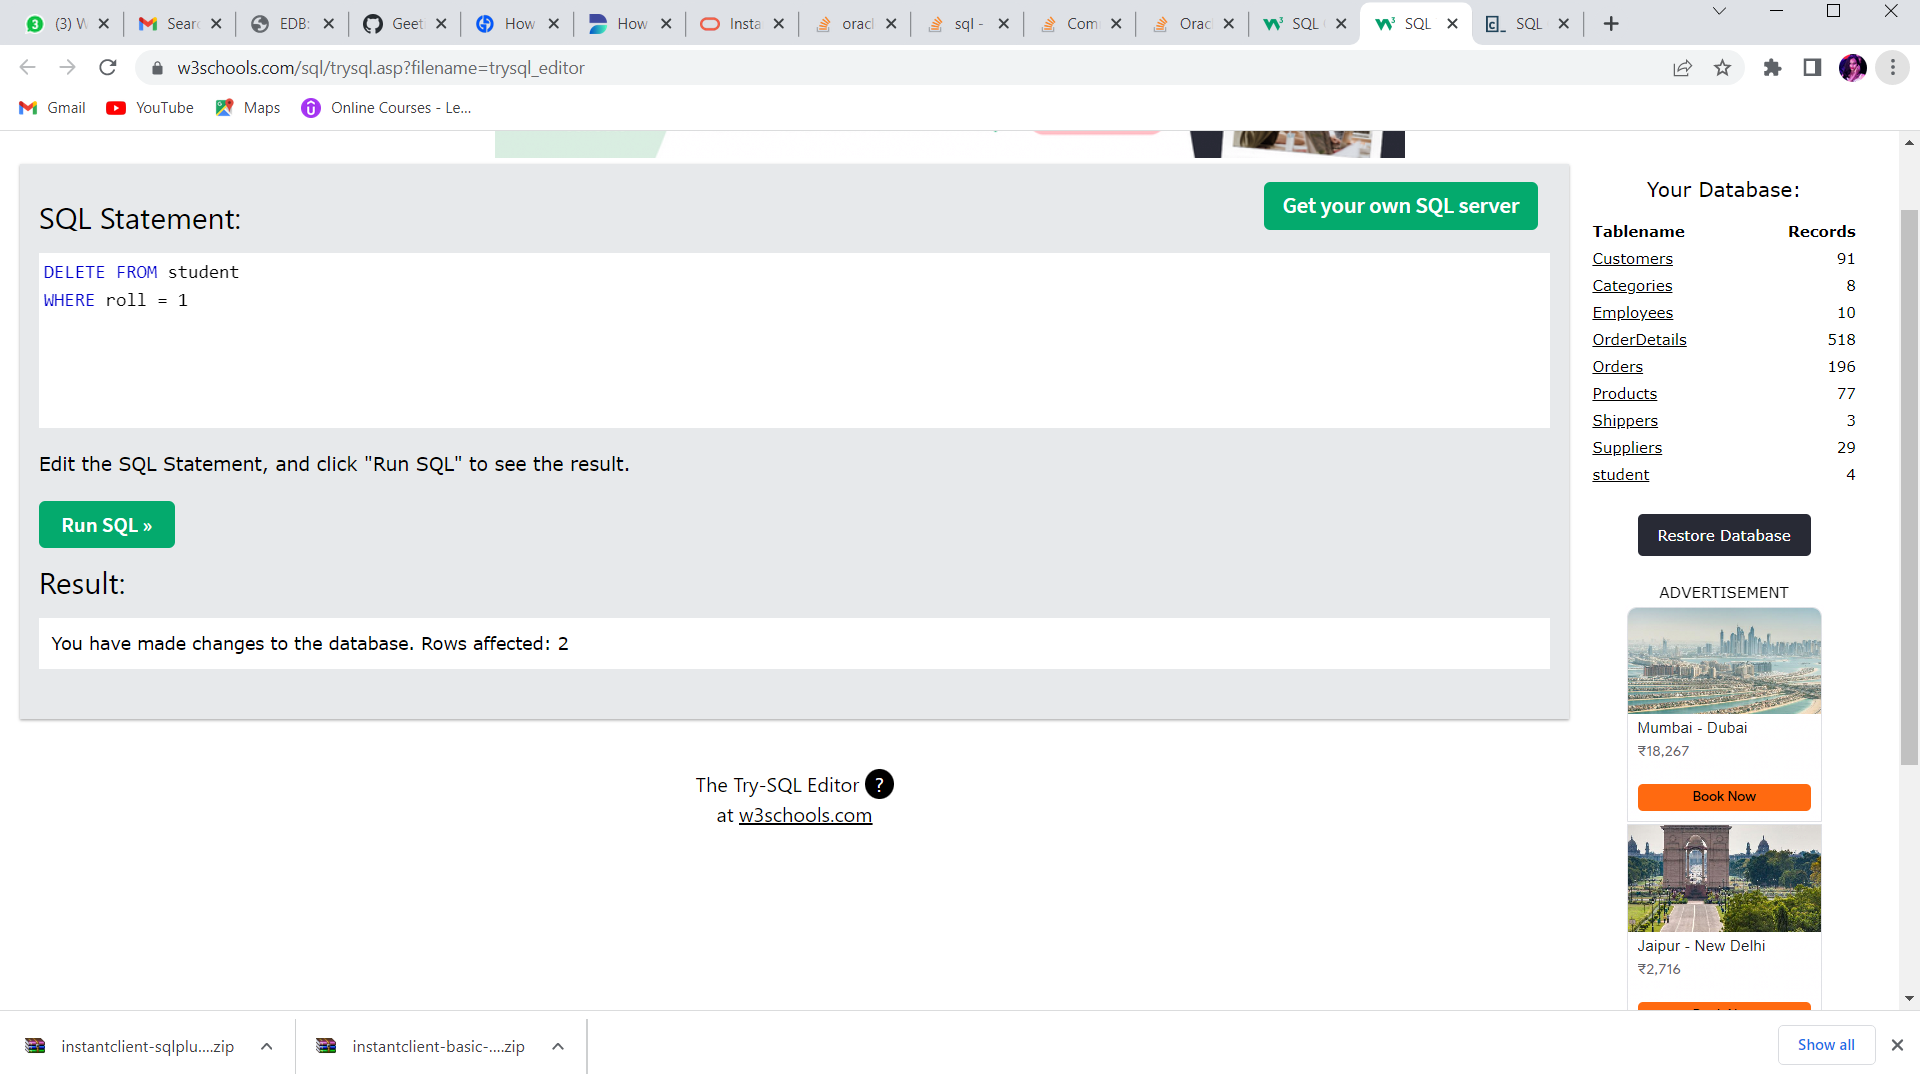 (3) W
Sear
EDB:
Geet
How
How
Insta
oracl
sql -
Com
Orac
SQL
SQL
SQL
w3schools.com/sql/trysql.asp?filename=trysql_editor
Gmail
YouTube
Maps
Online Courses - Le...
SQL Statement:
Get your own SQL server
DELETE FROM student
WHERE roll = 1
Edit the SQL Statement, and click "Run SQL" to see the result.
Run SQL »
Result:
You have made changes to the database. Rows affected: 2
The Try-SQL Editor ?
at w3schools.com
Your Database:
Tablename Records
Customers 91
Categories 8
Employees 10
OrderDetails 518
Orders 196
Products 77
Shippers 3
Suppliers 29
student 4
Restore Database
ADVERTISEMENT
Mumbai - Dubai
₹18,267
Book Now
Jaipur - New Delhi
₹2,716
instantclient-sqlplu....zip
instantclient-basic-....zip
Show all